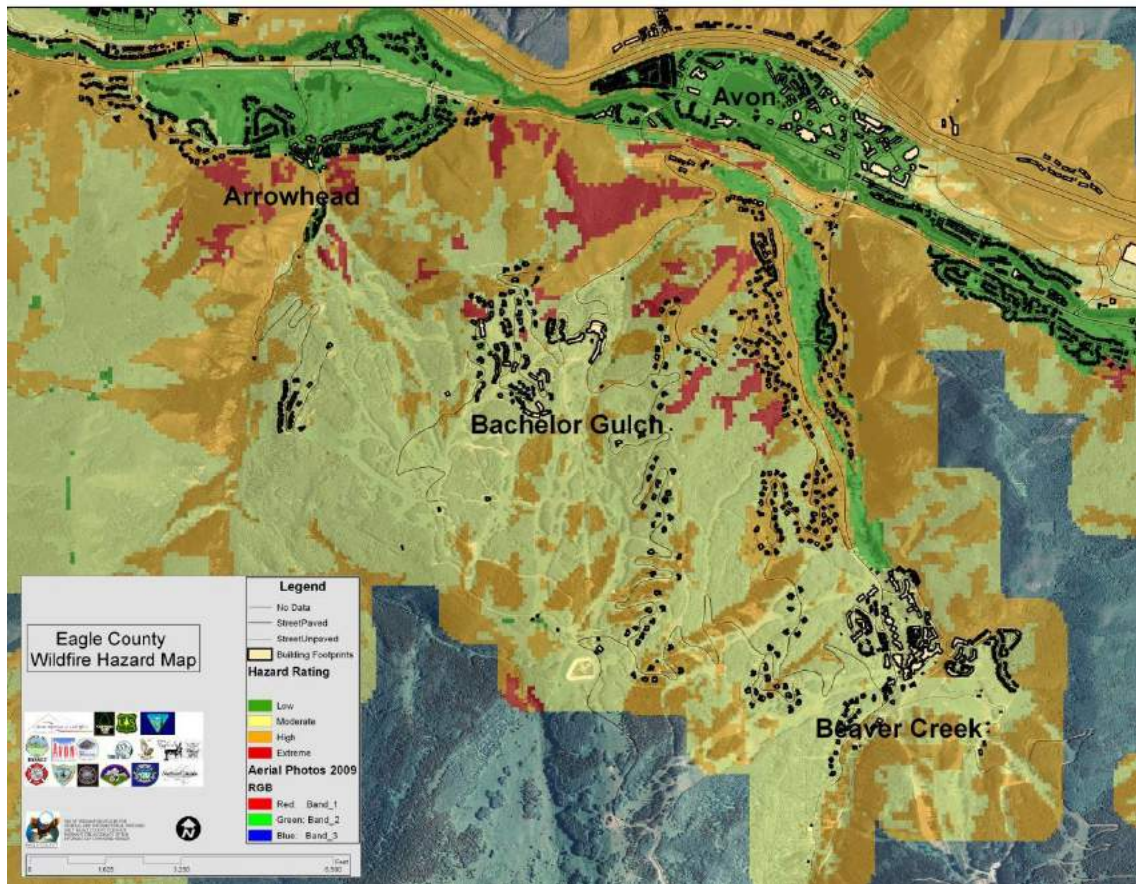 Avon
Arrowhead
Bachelor Gulch
Beaver Creek
Eagle County
Wildfire Hazard Map
AVON
Legend
No Data
StreetPaved
StreetUnpaved
Building Footprints
Hazard Rating
Low
Moderate
High
Extreme
Aerial Photos 2009
RGB
Red: Band_1
Green: Band_2
Blue: Band_3
N
Feet
0 1,625 3,250 6,500